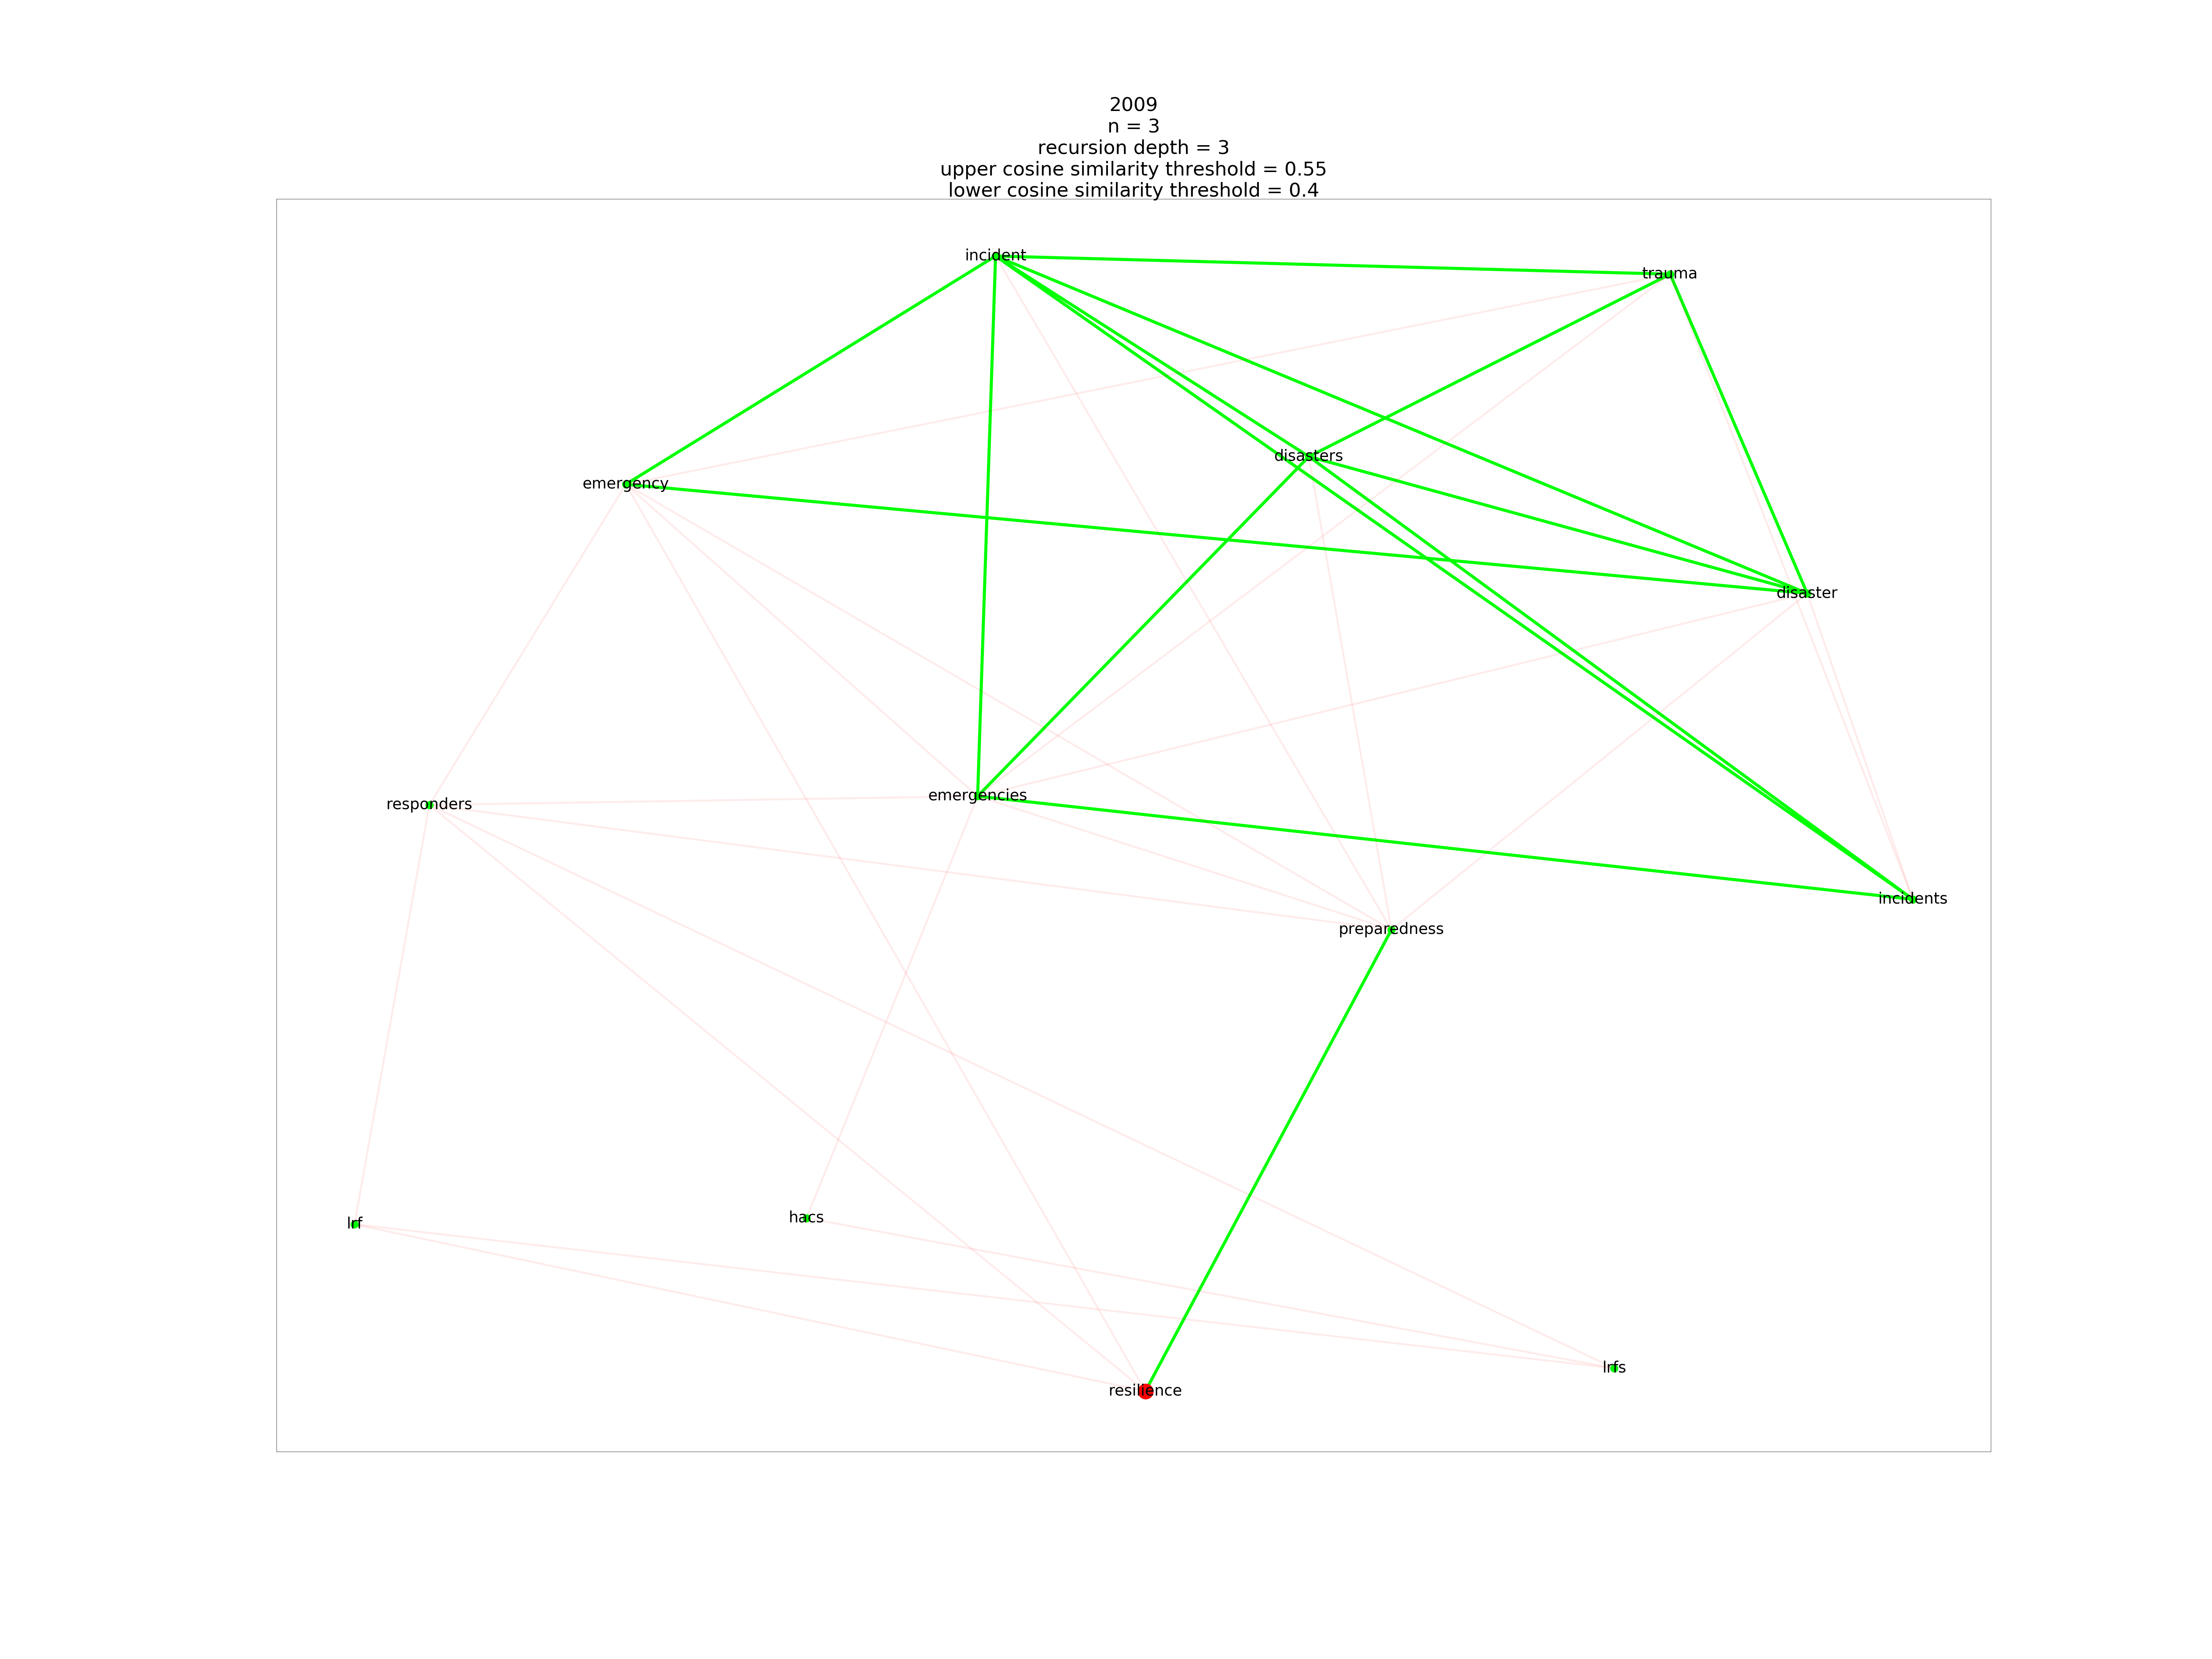 2009
n = 3
recursion depth = 3
upper cosine similarity threshold = 0.55
lower cosine similarity threshold = 0.4
incident
trauma
disasters
emergency
disaster
emergencies
responders
incidents
preparedness
hacs
lrf
lrfs
resilience